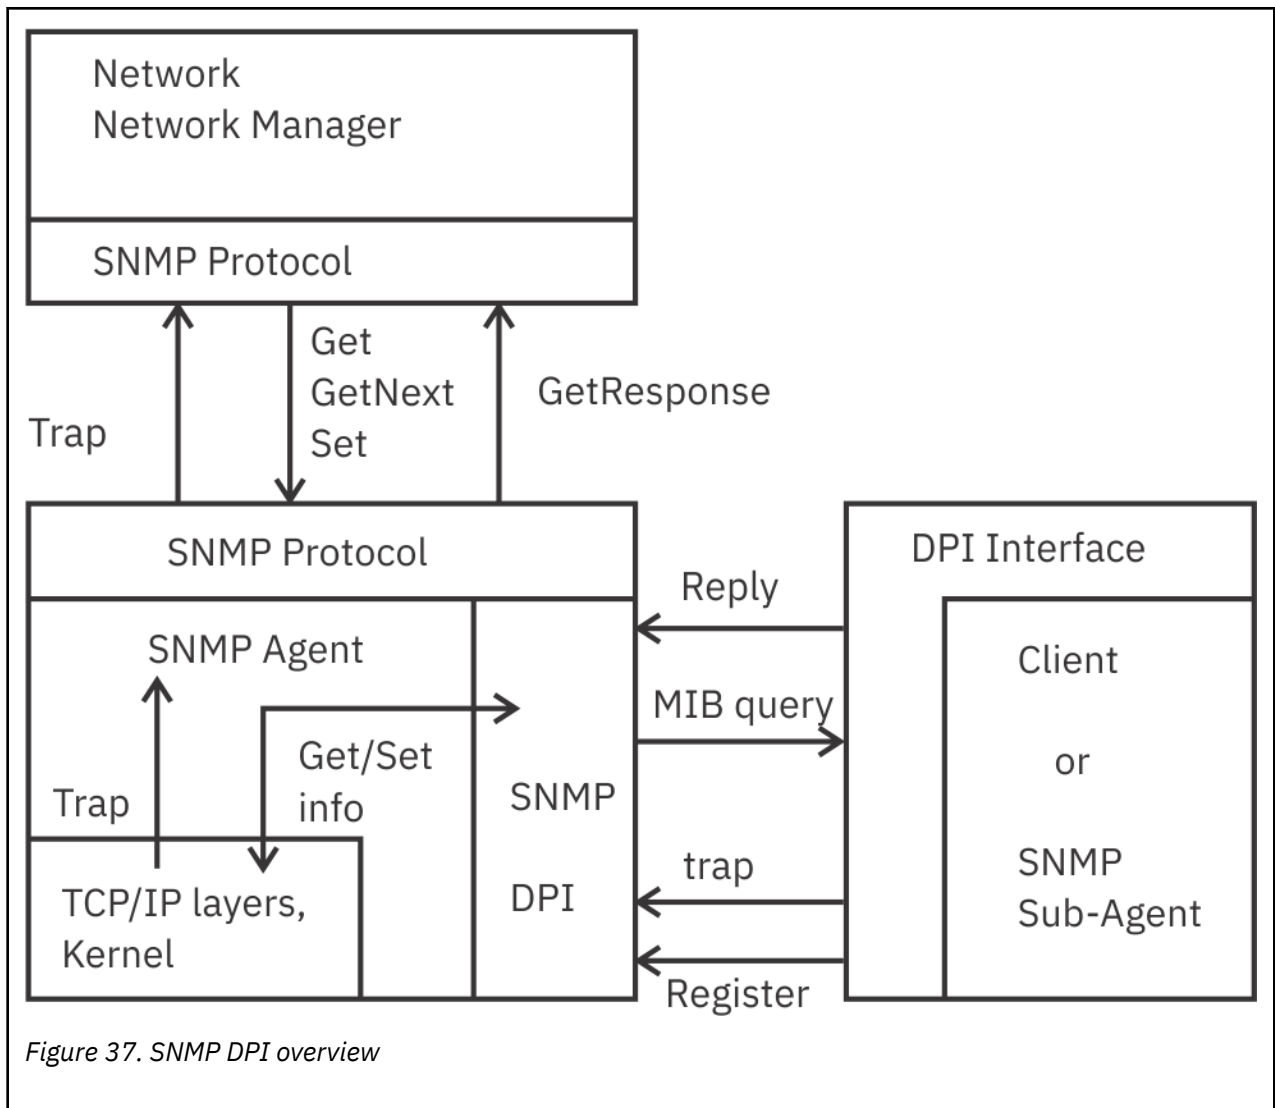 Network
Network Manager
SNMP Protocol
Trap
Get
GetNext
Set
GetResponse
SNMP Protocol
SNMP Agent
Get/Set
info
Trap
TCP/IP layers,
Kernel
SNMP
DPI
Reply
MIB query
trap
Register
DPI Interface
Client
or
SNMP
Sub-Agent
Figure 37. SNMP DPI overview